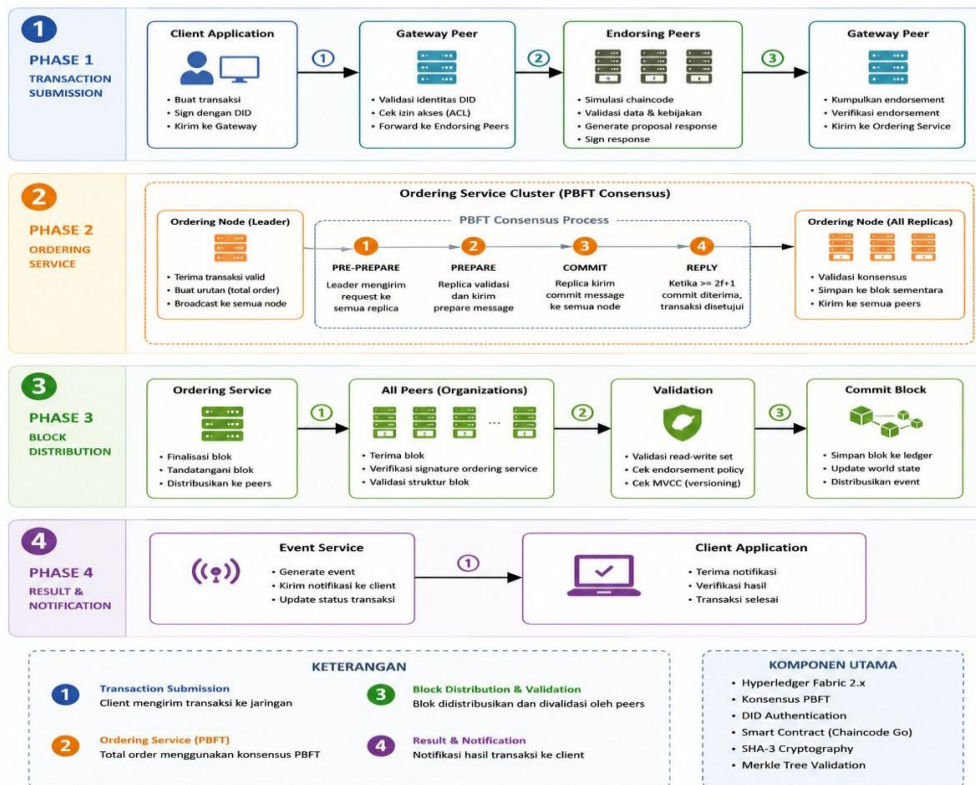 1
PHASE 1
TRANSACTION
SUBMISSION
Client Application
• Buat transaksi
• Sign dengan DID
• Kirim ke Gateway
1
Gateway Peer
• Validasi identitas DID
• Cek izin akses (ACL)
• Forward ke Endorsing Peers
2
Endorsing Peers
• Simulasi chaincode
• Validasi data & kebijakan
• Generate proposal response
• Sign response
3
Gateway Peer
• Kumpulkan endorsement
• Verifikasi endorsement
• Kirim ke Ordering Service
2
PHASE 2
ORDERING
SERVICE
Ordering Service Cluster (PBFT Consensus)
Ordering Node (Leader)
• Terima transaksi valid
• Buat urutan (total order)
• Broadcast ke semua node
PBFT Consensus Process
1
PRE-PREPARE
Leader mengirim
request ke
semua replica
2
PREPARE
Replica validasi
dan kirim
prepare message
3
COMMIT
Replica kirim
commit message
ke semua node
4
REPLY
Ketika >= 2f+1
commit diterima,
transaksi disetujui
Ordering Node (All Replicas)
• Validasi konsensus
• Simpan ke blok sementara
• Kirim ke semua peers
3
PHASE 3
BLOCK
DISTRIBUTION
Ordering Service
• Finalisasi blok
• Tandatangani blok
• Distribusikan ke peers
1
All Peers (Organizations)
...
• Terima blok
• Verifikasi signature ordering service
• Validasi struktur blok
2
Validation
• Validasi read-write set
• Cek endorsement policy
• Cek MVCC (versioning)
3
Commit Block
• Simpan blok ke ledger
• Update world state
• Distribusikan event
4
PHASE 4
RESULT &
NOTIFICATION
Event Service
• Generate event
• Kirim notifikasi ke client
• Update status transaksi
1
Client Application
• Terima notifikasi
• Verifikasi hasil
• Transaksi selesai
KETERANGAN
1
Transaction Submission
Client mengirim transaksi ke jaringan
2
Ordering Service (PBFT)
Total order menggunakan konsensus PBFT
3
Block Distribution & Validation
Blok didistribusikan dan divalidasi oleh peers
4
Result & Notification
Notifikasi hasil transaksi ke client
KOMPONEN UTAMA
• Hyperledger Fabric 2.x
• Konsensus PBFT
• DID Authentication
• Smart Contract (Chaincode Go)
• SHA-3 Cryptography
• Merkle Tree Validation